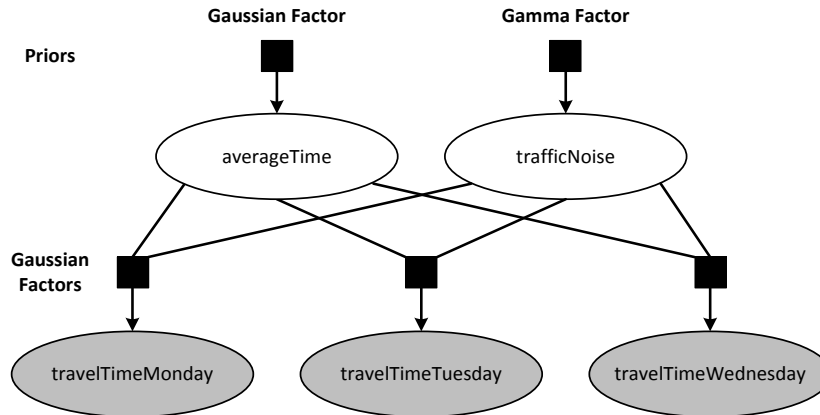 Gaussian Factor
Gamma Factor
Priors
averageTime
trafficNoise
Gaussian
Factors
travelTimeMonday
travelTimeTuesday
travelTimeWednesday